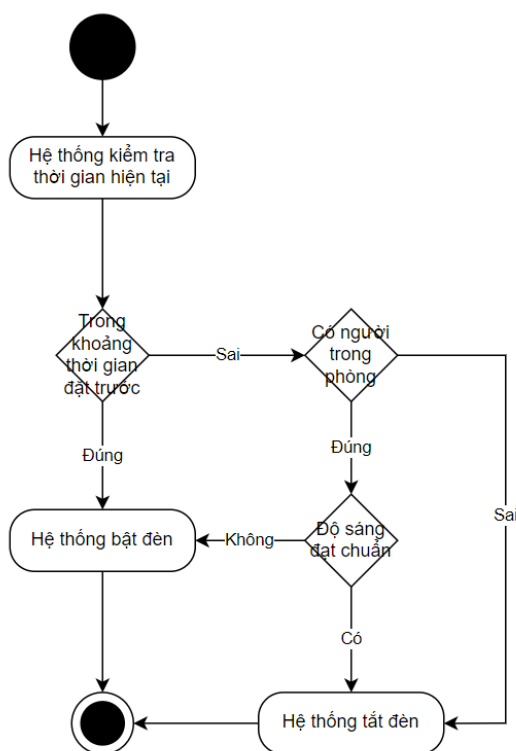 Hệ thống kiểm tra
thời gian hiện tại
Trong
khoảng
thời gian
đặt trước
Sai
Có người
trong
phòng
Đúng
Đúng
Sai
Hệ thống bật đèn
Không
Độ sáng
đạt chuẩn
Có
Hệ thống tắt đèn